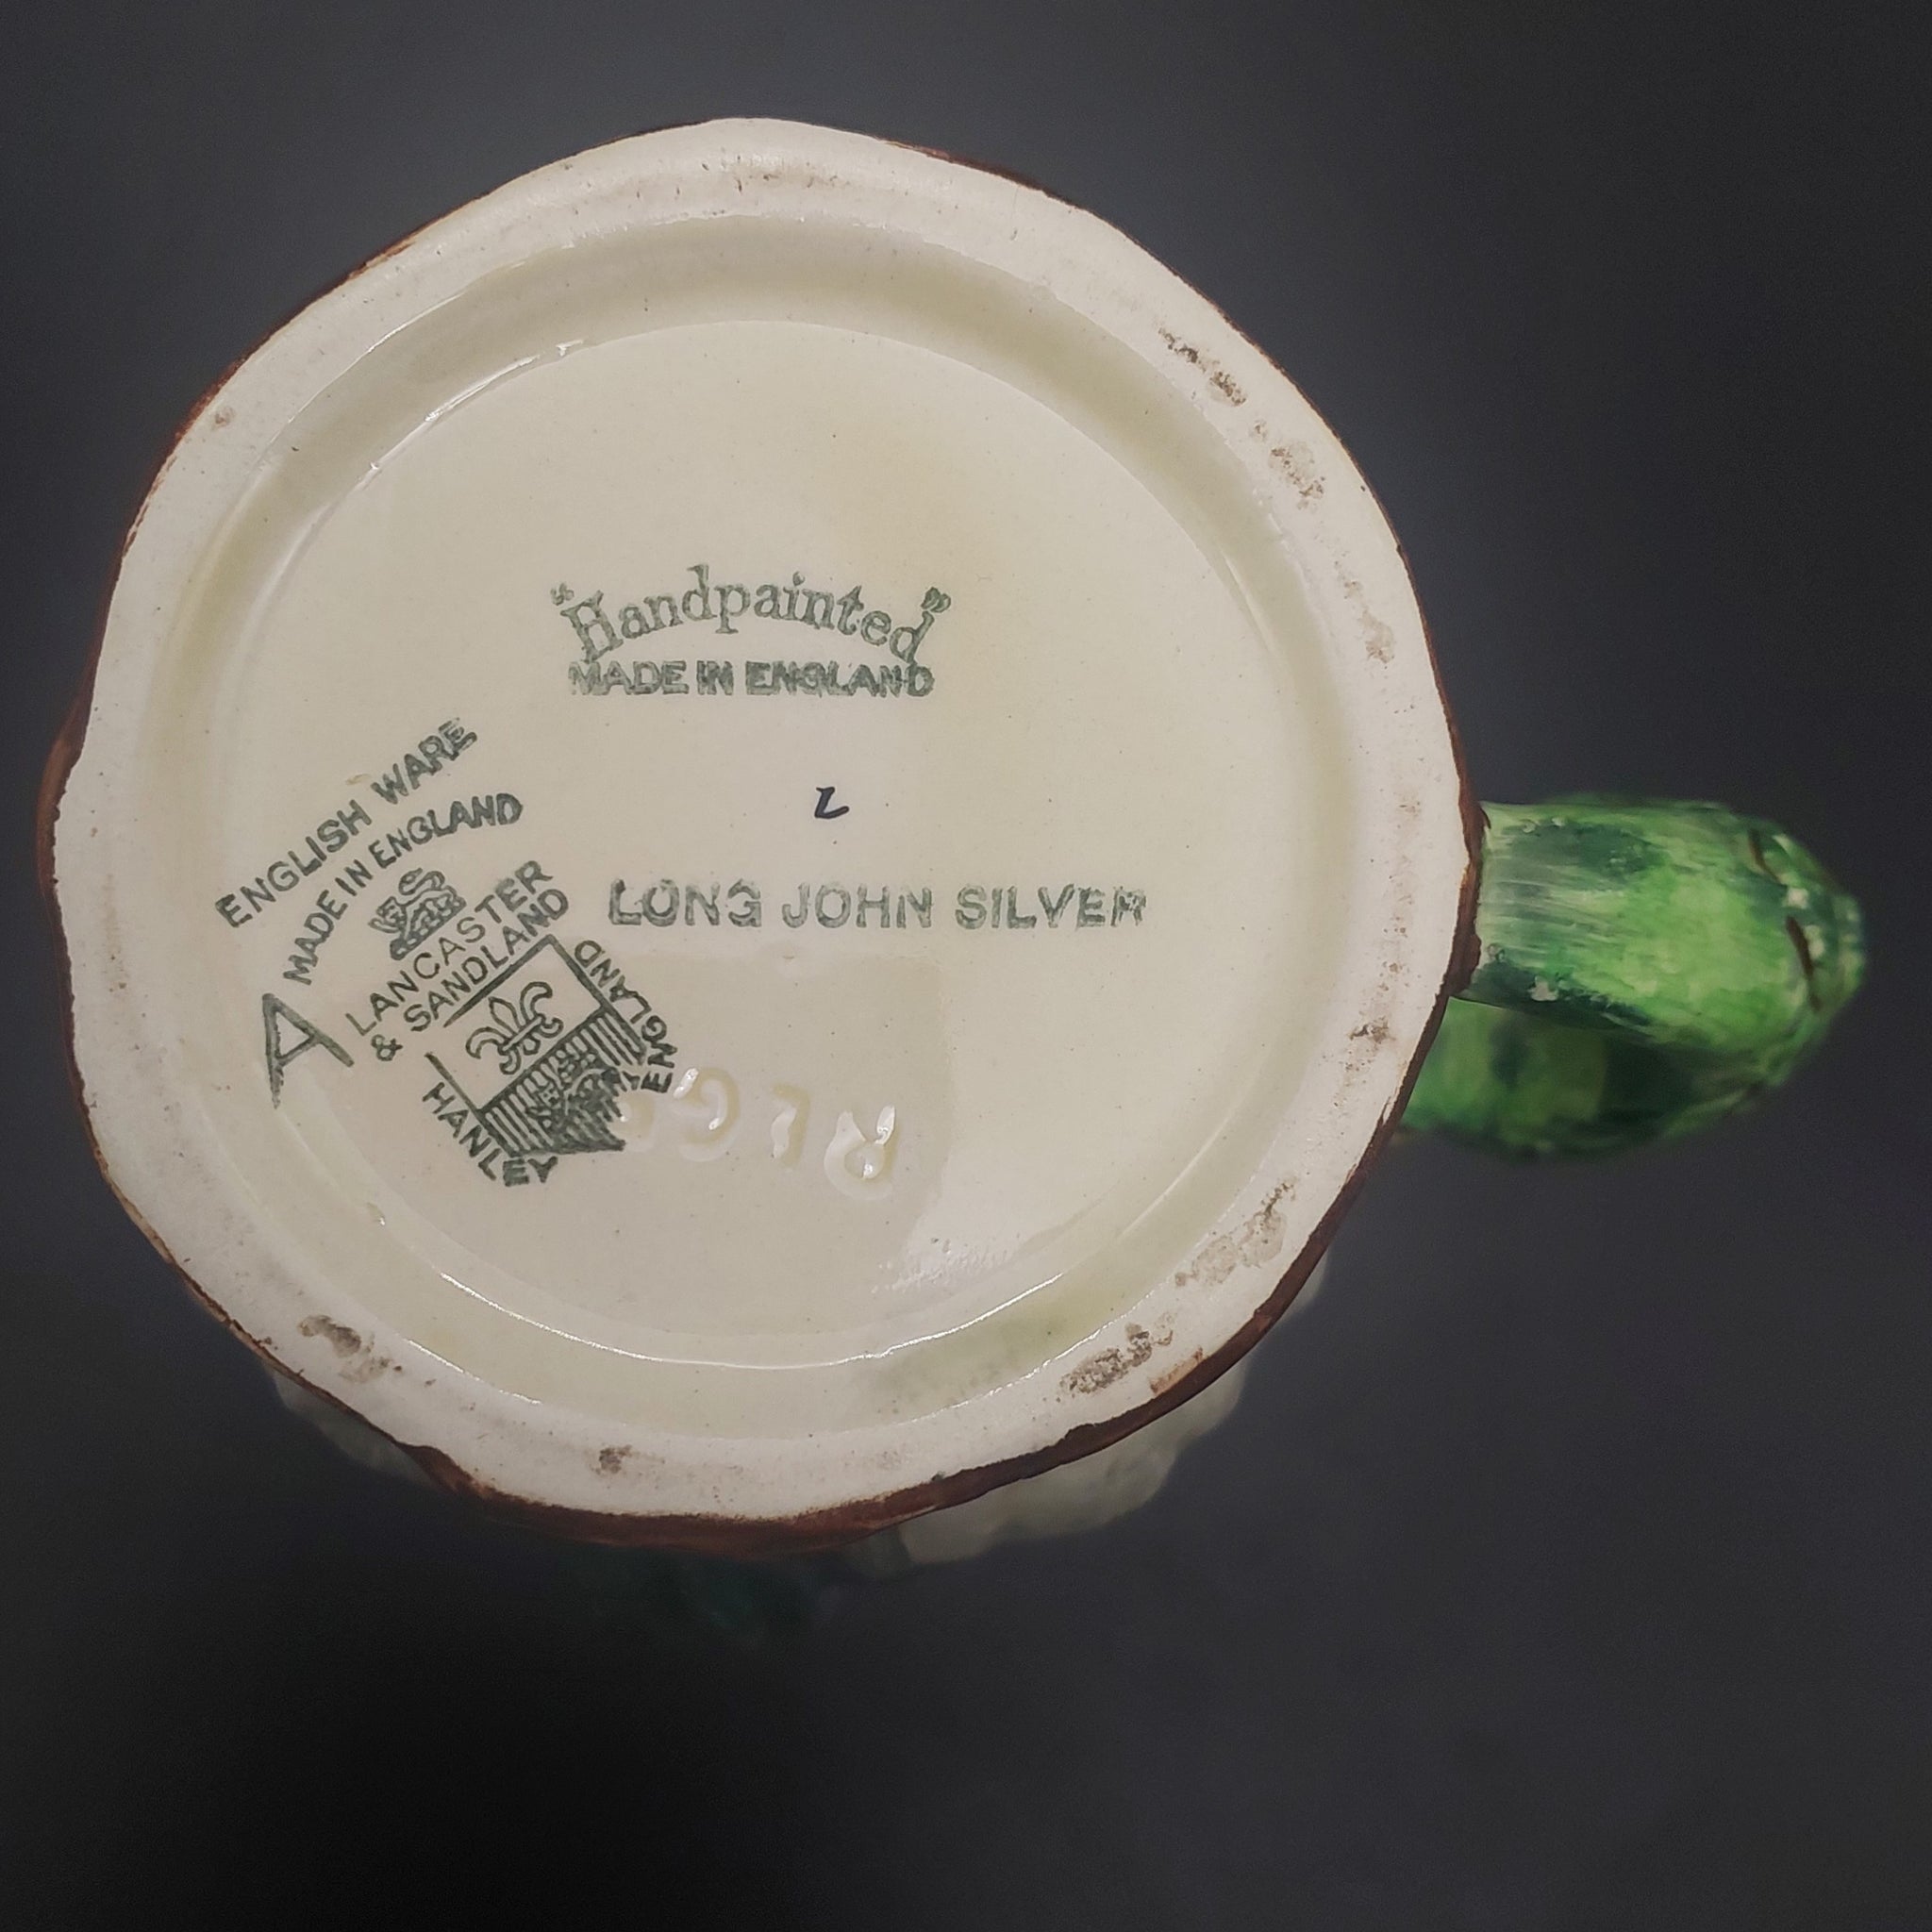 "Handpainted"
MADE IN ENGLAND
L
LONG JOHN SILVER
ENGLISH WARE
MADE IN ENGLAND
LANCASTER
& SANDLAND
A
HANLEY
ENGLAND